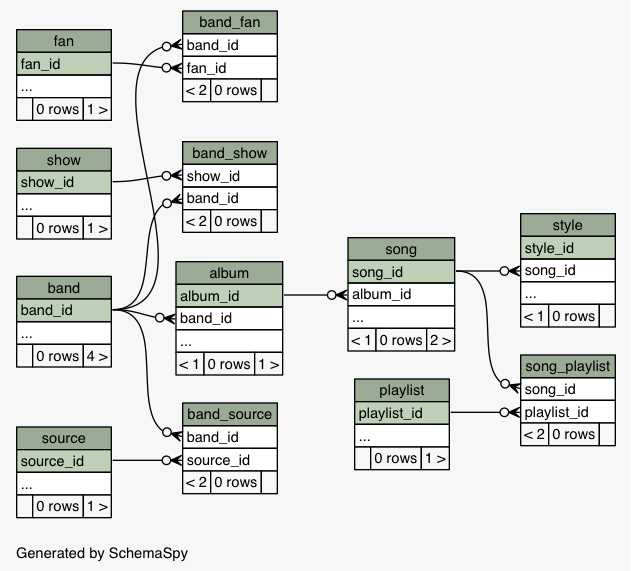 fan
fan_id
...
0 rows 1 >
band_fan
band_id
fan_id
< 2 0 rows
show
show_id
...
0 rows 1 >
band_show
show_id
band_id
< 2 0 rows
band
band_id
...
0 rows 4 >
album
album_id
band_id
...
< 1 0 rows 1 >
song
song_id
album_id
...
< 1 0 rows 2 >
style
style_id
song_id
...
< 1 0 rows
source
source_id
...
0 rows 1 >
band_source
band_id
source_id
< 2 0 rows
playlist
playlist_id
...
0 rows 1 >
song_playlist
song_id
playlist_id
< 2 0 rows
Generated by SchemaSpy